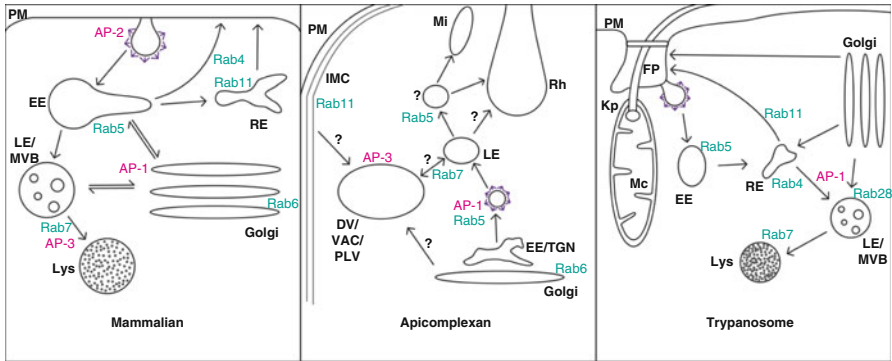 PM
AP-2
Rab4
Rab11
EE
RE
Rab5
LE/
MVB
AP-1
Rab6
Golgi
Rab7
AP-3
Lys
Mammalian
PM
Mi
IMC
Rab11
?
Rh
Rab5
?
?
AP-3
?
LE
Rab7
AP-1
Rab5
DV/
VAC/
PLV
?
EE/TGN
Rab6
Golgi
Apicomplexan
PM
Golgi
FP
Kp
Rab11
Rab5
Mc
EE
RE
Rab4
AP-1
Rab28
Rab7
LE/
MVB
Lys
Trypanosome